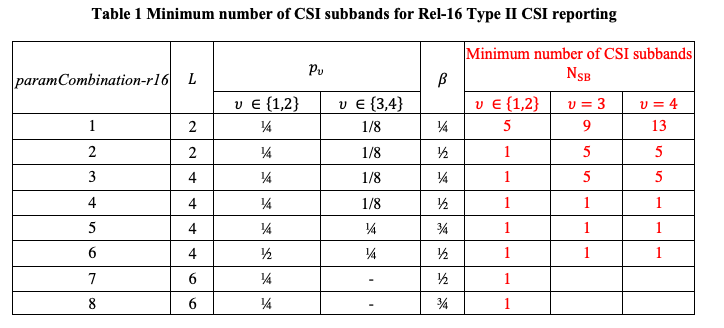 Table 1 Minimum number of CSI subbands for Rel-16 Type II CSI reporting
paramCombination-r16 L pυ β Minimum number of CSI subbands NSB
υ ∈ {1,2} υ ∈ {3,4} υ ∈ {1,2} υ = 3 υ = 4
1 2 ¼ 1/8 ¼ 5 9 13
2 2 ¼ 1/8 ½ 1 5 5
3 4 ¼ 1/8 ¼ 1 5 5
4 4 ¼ 1/8 ½ 1 1 1
5 4 ¼ ¼ ¾ 1 1 1
6 4 ½ ¼ ½ 1 1 1
7 6 ¼ - ½ 1
8 6 ¼ - ¾ 1